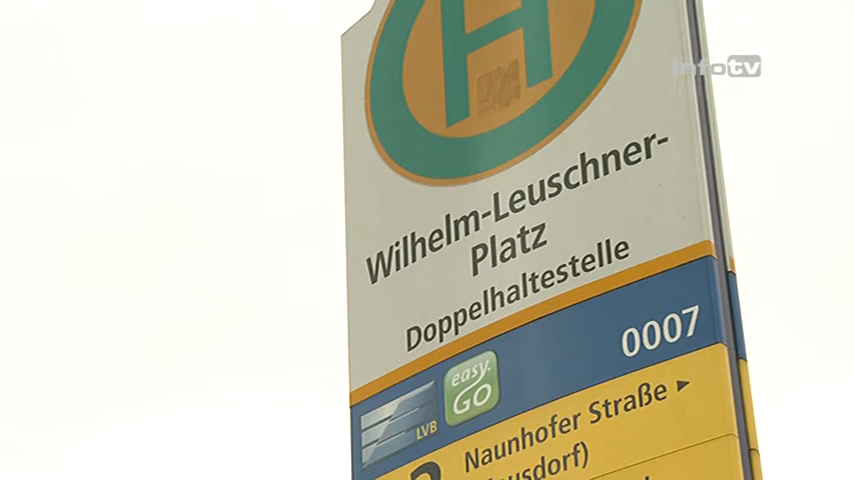 infotv
H
Wilhelm-Leuschner-
Platz
Doppelhaltestelle
0007
easy.
GO
LVB
Naunhofer Straße ▸